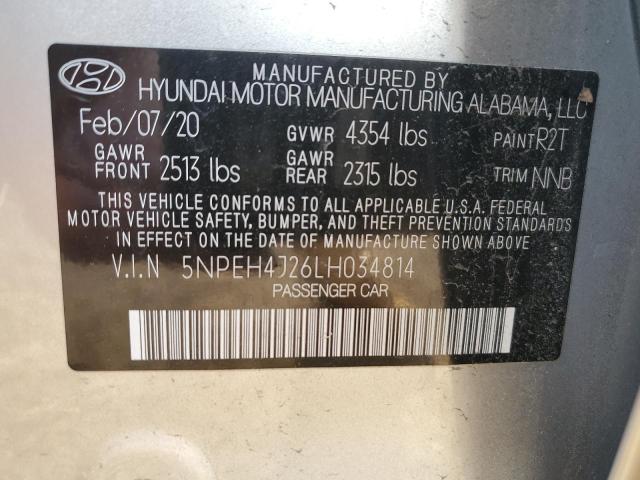 MANUFACTURED BY
HYUNDAI MOTOR MANUFACTURING ALABAMA, LLC
Feb/07/20 GVWR 4354 lbs PAINT R2T
GAWR FRONT 2513 lbs GAWR REAR 2315 lbs TRIM NNB
THIS VEHICLE CONFORMS TO ALL APPLICABLE U.S.A. FEDERAL
MOTOR VEHICLE SAFETY, BUMPER, AND THEFT PREVENTION STANDARDS
IN EFFECT ON THE DATE OF MANUFACTURE SHOWN ABOVE.
V.I.N 5NPEH4J26LH034814
PASSENGER CAR